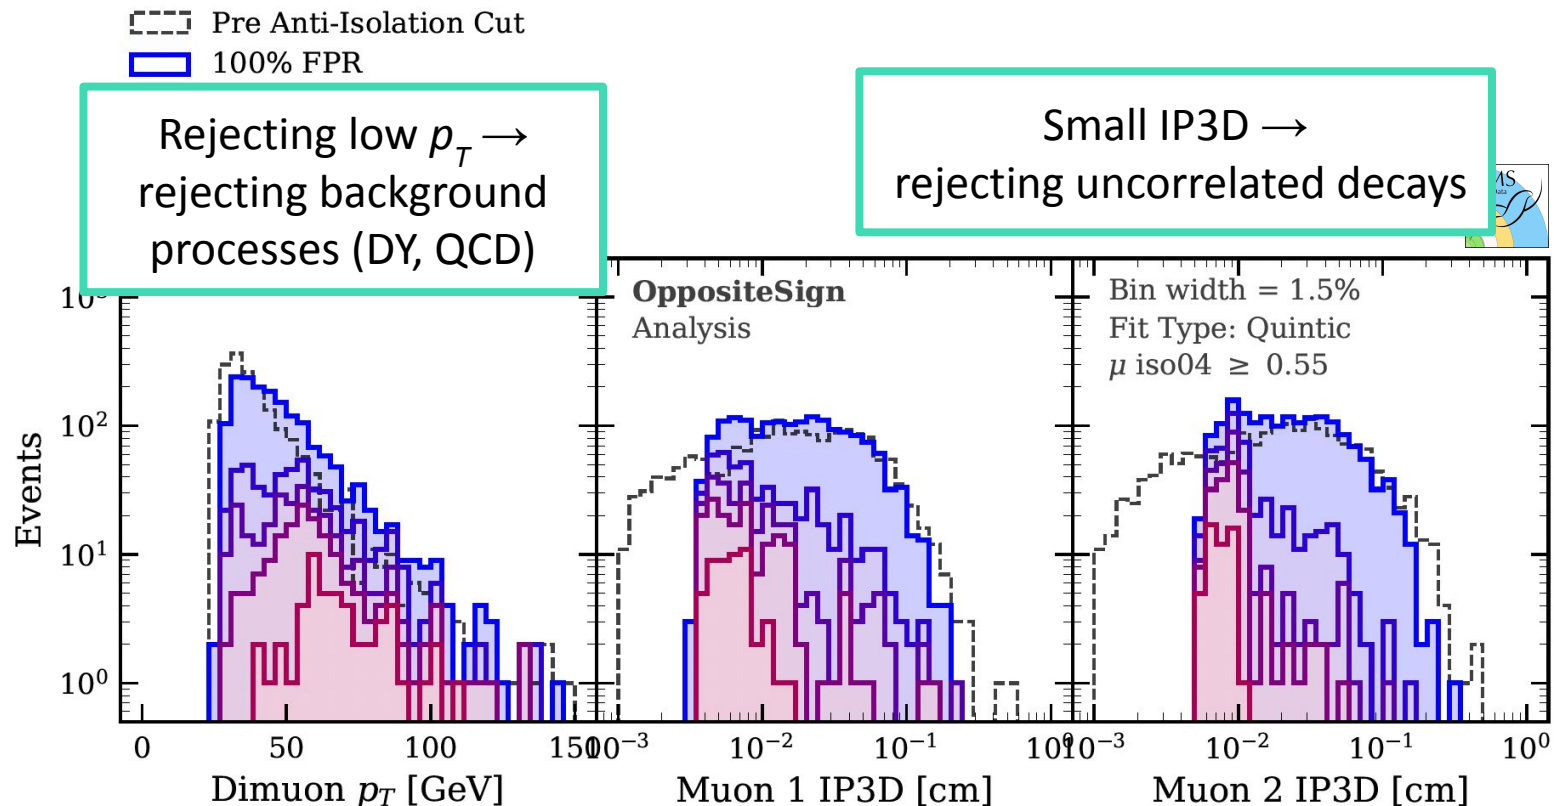 Pre Anti-Isolation Cut
100% FPR
Rejecting low p_T →
rejecting background
processes (DY, QCD)
Small IP3D →
rejecting uncorrelated decays
OppositeSign
Analysis
Bin width = 1.5%
Fit Type: Quintic
μ iso04 ≥ 0.55
Events
10²
10¹
10⁰
0 50 100 150
10⁻³ 10⁻² 10⁻¹
10⁻³ 10⁻² 10⁻¹ 10⁰
Dimuon p_T [GeV]
Muon 1 IP3D [cm]
Muon 2 IP3D [cm]